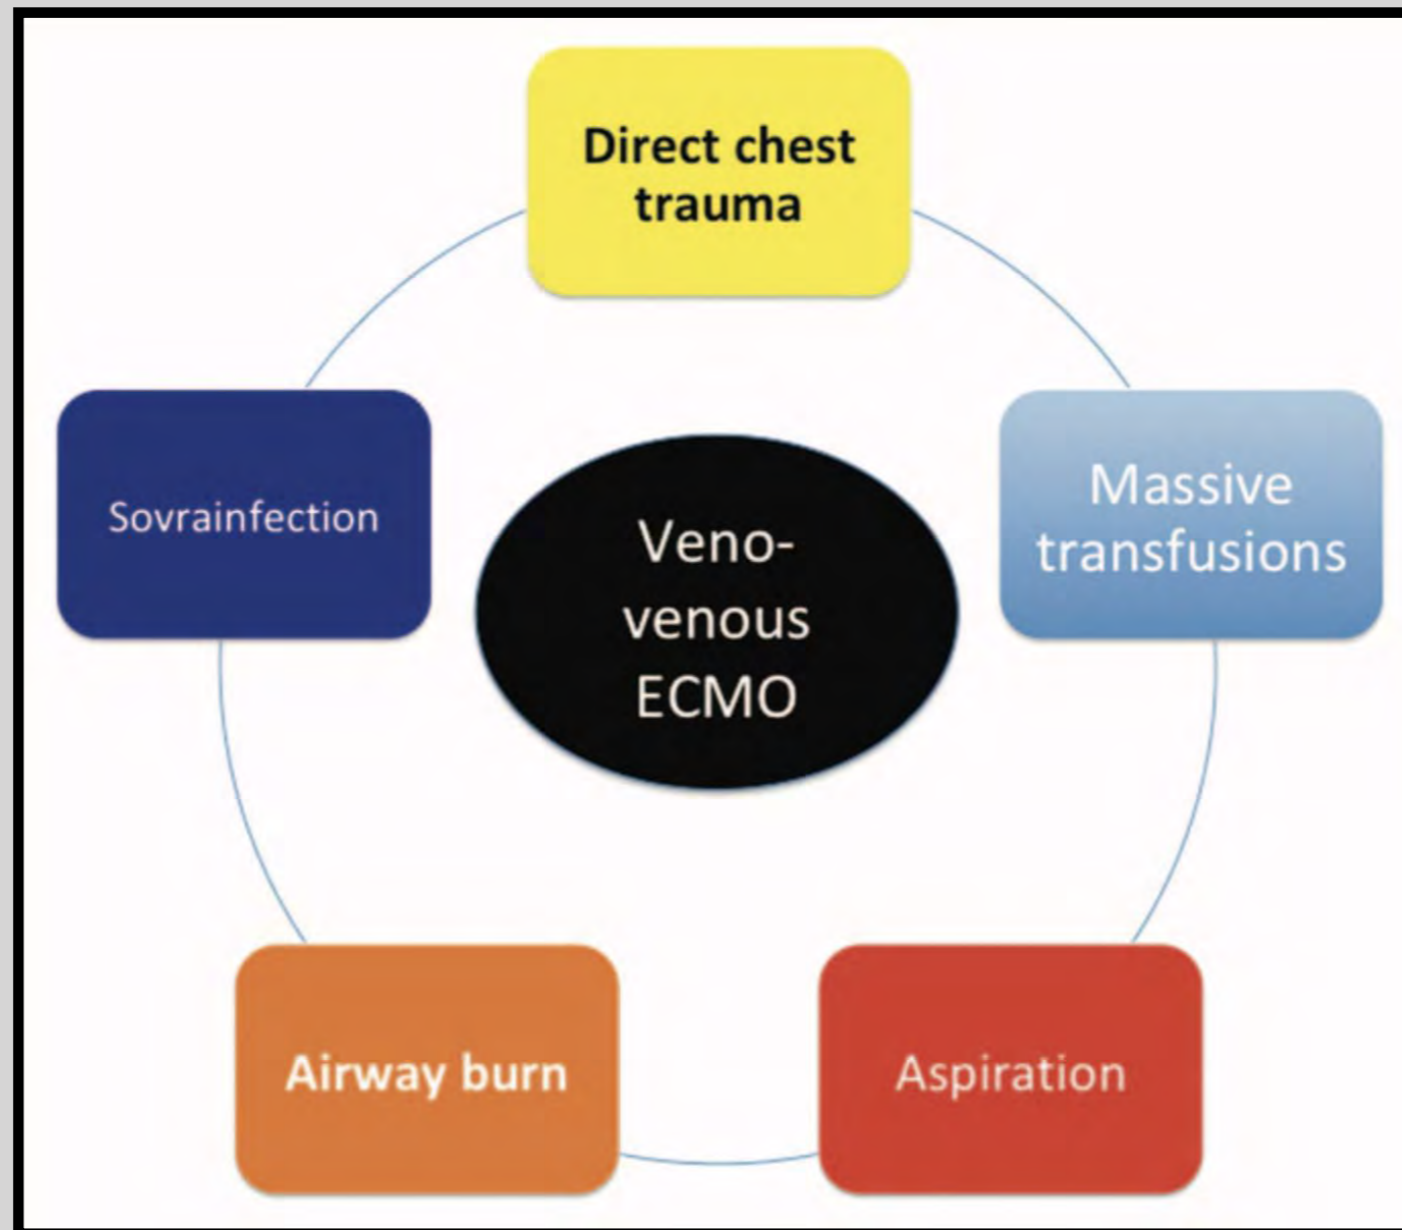 Direct chest
trauma
Massive
transfusions
Aspiration
Airway burn
Sovrainfection
Veno-
venous
ECMO